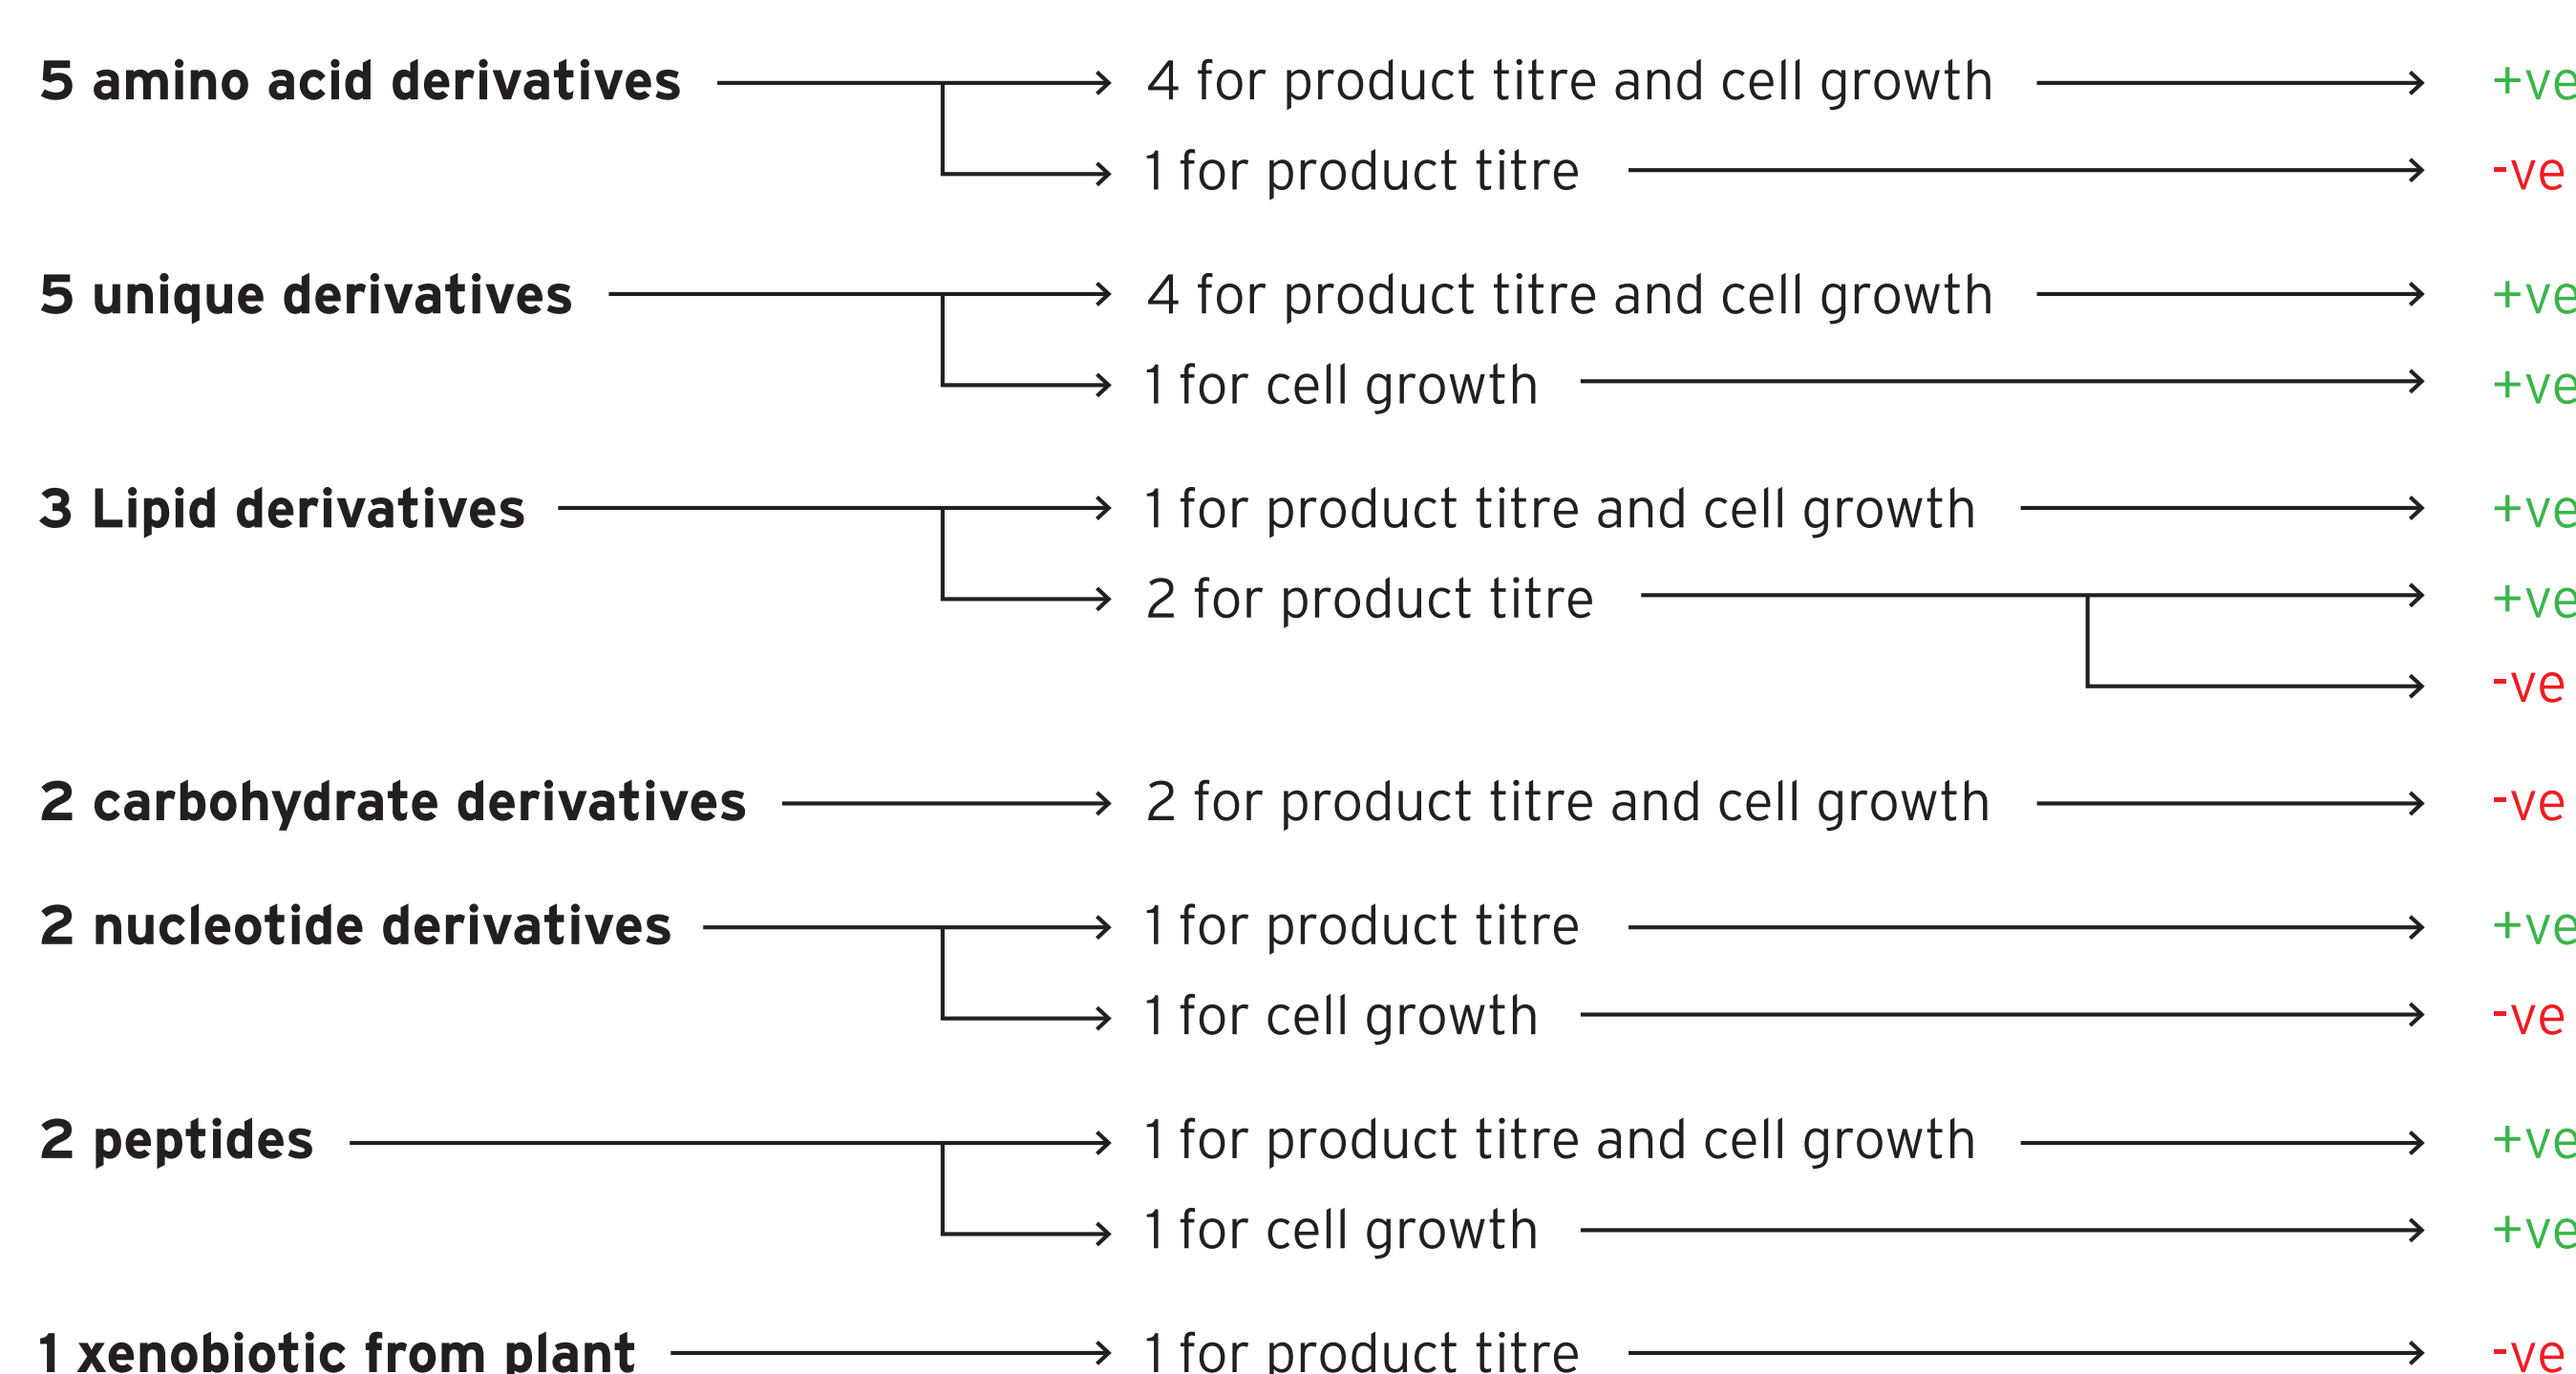 5 amino acid derivatives 4 for product titre and cell growth +ve
1 for product titre -ve
5 unique derivatives 4 for product titre and cell growth +ve
1 for cell growth +ve
3 Lipid derivatives 1 for product titre and cell growth +ve
2 for product titre +ve
-ve
2 carbohydrate derivatives 2 for product titre and cell growth -ve
2 nucleotide derivatives 1 for product titre +ve
1 for cell growth -ve
2 peptides 1 for product titre and cell growth +ve
1 for cell growth +ve
1 xenobiotic from plant 1 for product titre -ve